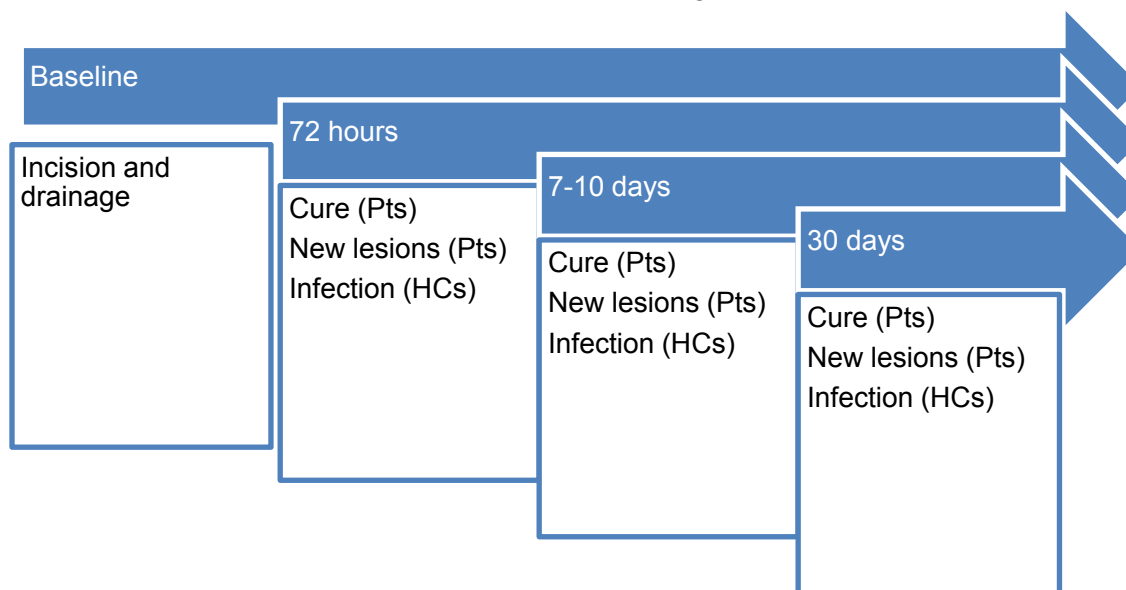 Baseline
Incision and
drainage
72 hours
Cure (Pts)
New lesions (Pts)
Infection (HCs)
7-10 days
Cure (Pts)
New lesions (Pts)
Infection (HCs)
30 days
Cure (Pts)
New lesions (Pts)
Infection (HCs)